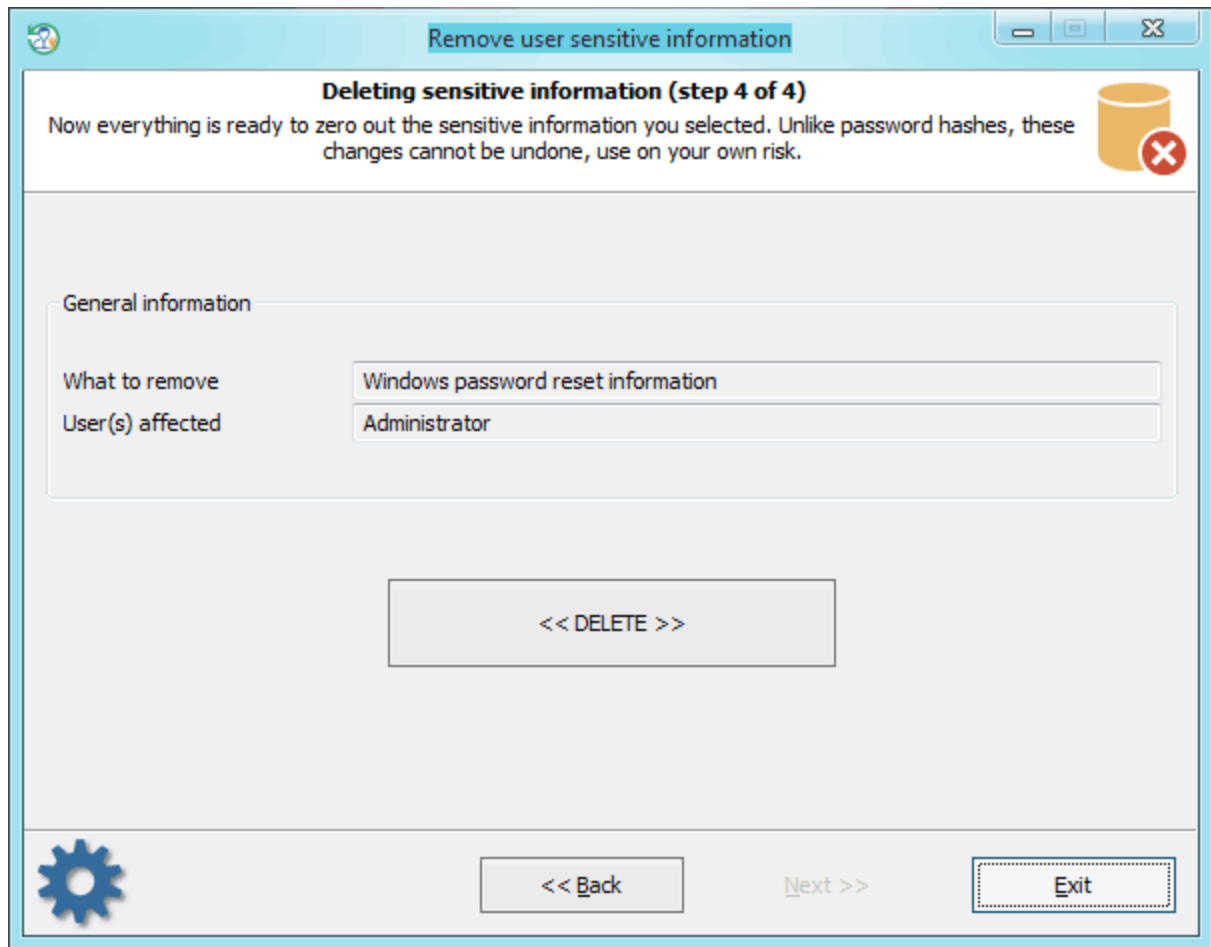 Remove user sensitive information
Deleting sensitive information (step 4 of 4)
Now everything is ready to zero out the sensitive information you selected. Unlike password hashes, these
changes cannot be undone, use on your own risk.
General information
What to remove
Windows password reset information
User(s) affected
Administrator
<< DELETE >>
<< Back
Next >>
Exit